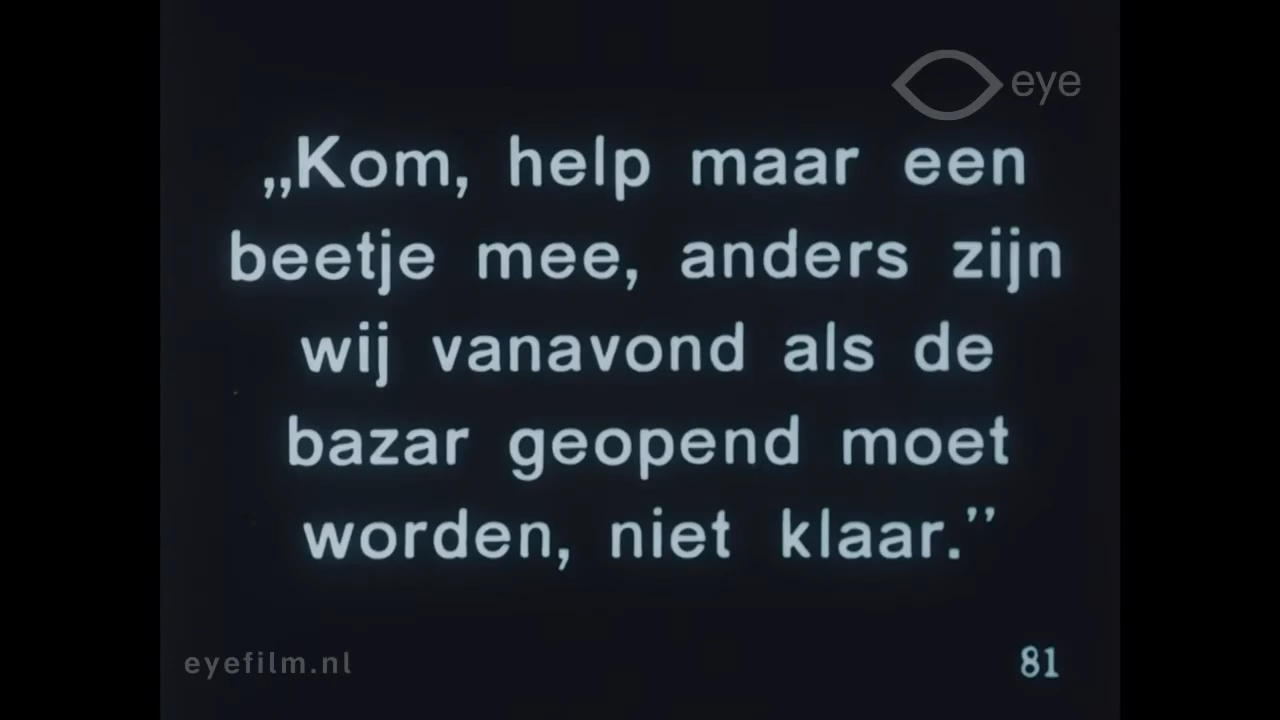 eye
„Kom, help maar een
beetje mee, anders zijn
wij vanavond als de
bazar geopend moet
worden, niet klaar.”
eyefilm.nl
81